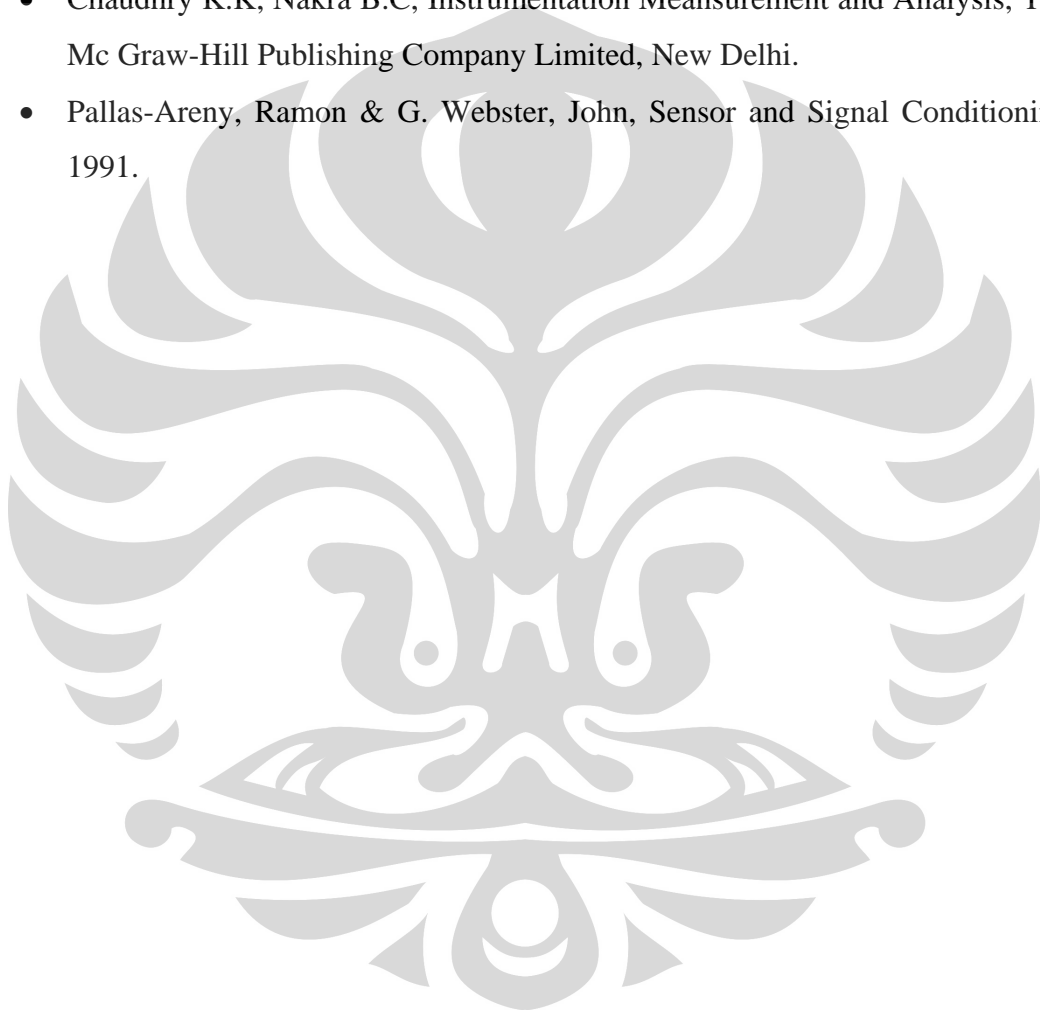 • Chaudhry K.K, Nakra B.C, Instrumentation Meansurement and Analysis,
Mc Graw-Hill Publishing Company Limited, New Delhi.
• Pallas-Areny, Ramon & G. Webster, John, Sensor and Signal
1991.